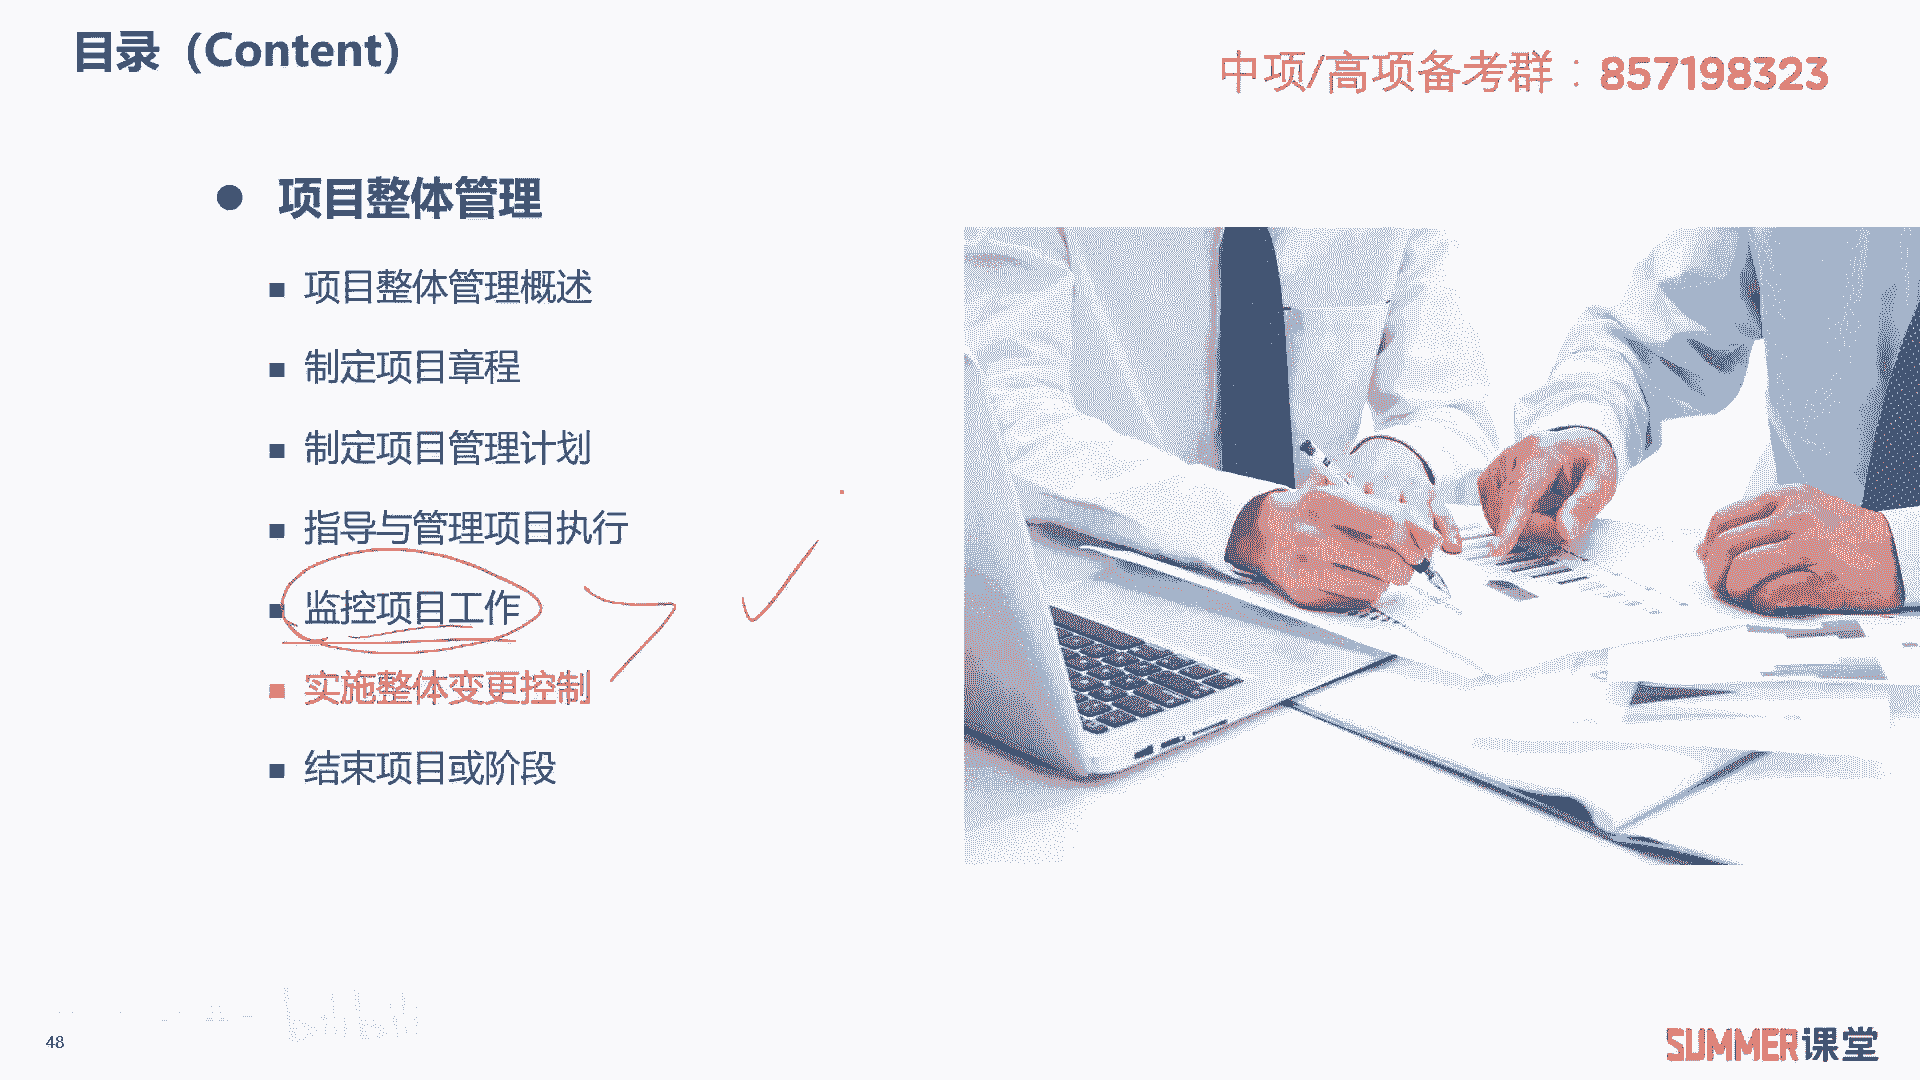 目录（Content）
中项/高项备考群：857198323
项目整体管理
项目整体管理概述
制定项目章程
制定项目管理计划
指导与管理项目执行
监控项目工作
实施整体变更控制
结束项目或阶段
bilibili
48
SUMMER课堂